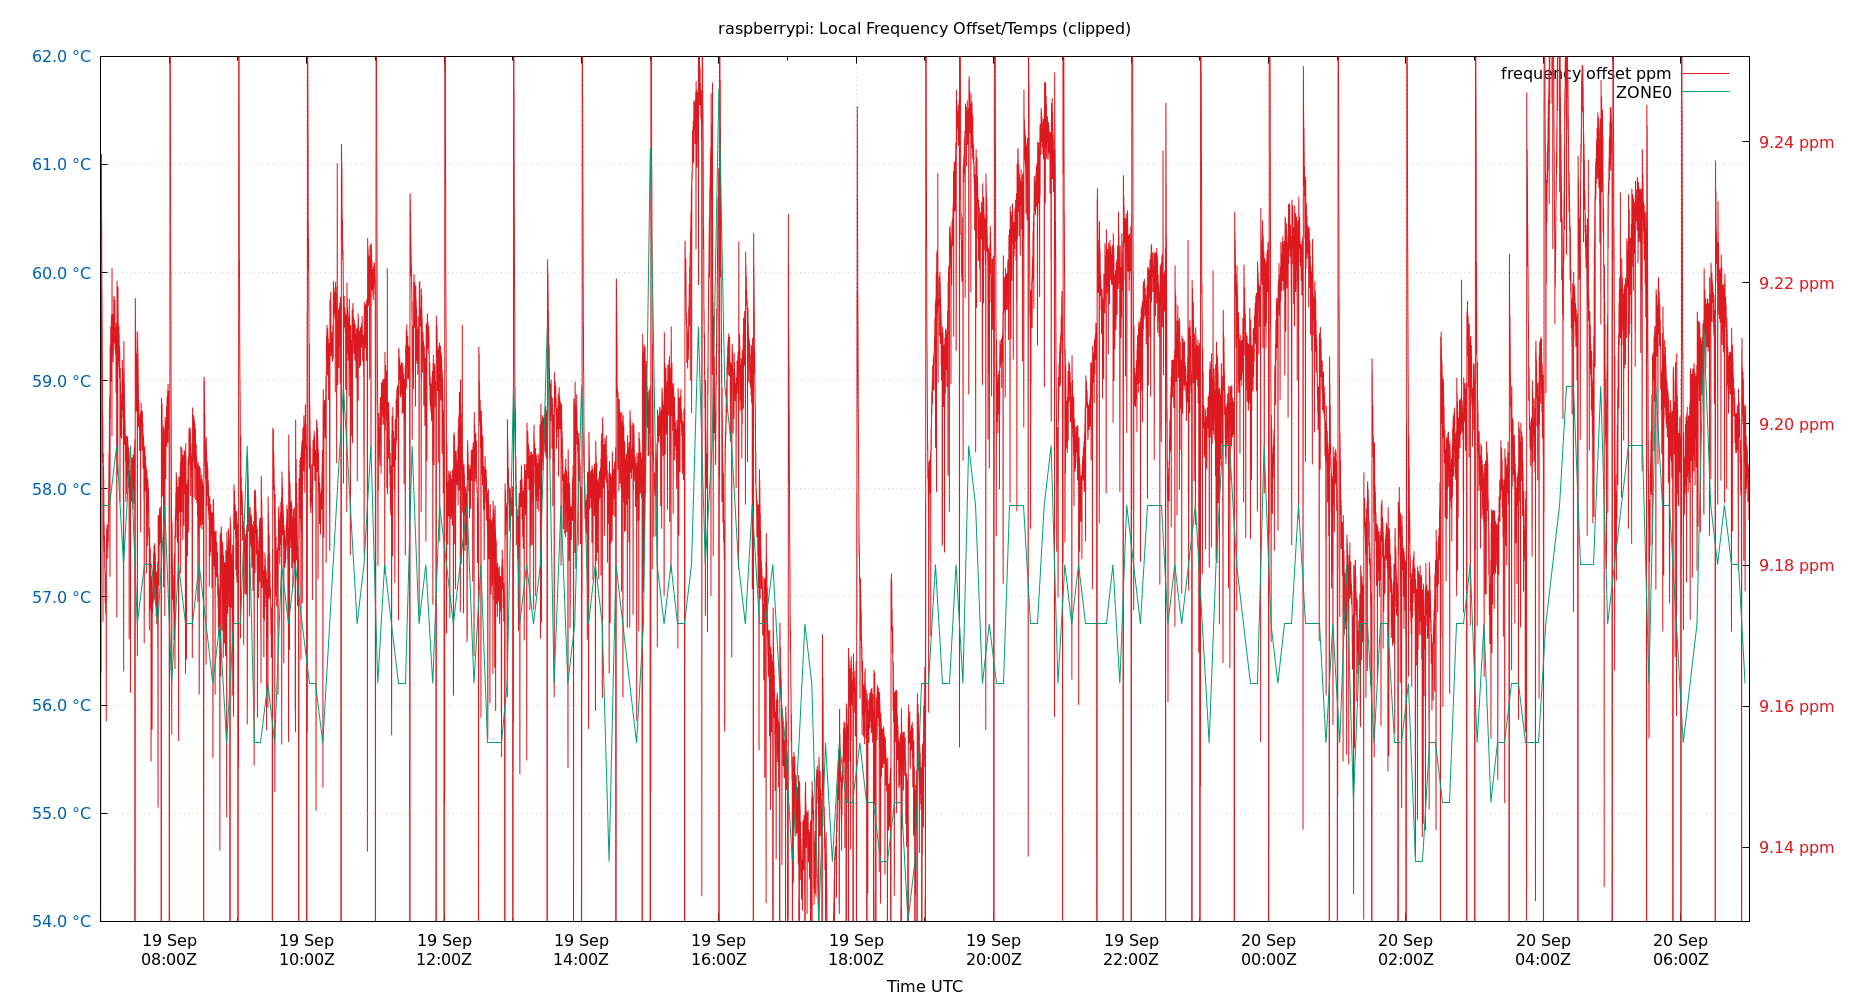 raspberrypi: Local Frequency Offset/Temps (clipped)
62.0 °C
61.0 °C
60.0 °C
59.0 °C
58.0 °C
57.0 °C
56.0 °C
55.0 °C
54.0 °C
frequency offset ppm
ZONE0
9.24 ppm
9.22 ppm
9.20 ppm
9.18 ppm
9.16 ppm
9.14 ppm
19 Sep 19 Sep 19 Sep 19 Sep 19 Sep 19 Sep 19 Sep 19 Sep 20 Sep 20 Sep 20 Sep 20 Sep
08:00Z 10:00Z 12:00Z 14:00Z 16:00Z 18:00Z 20:00Z 22:00Z 00:00Z 02:00Z 04:00Z 06:00Z
Time UTC